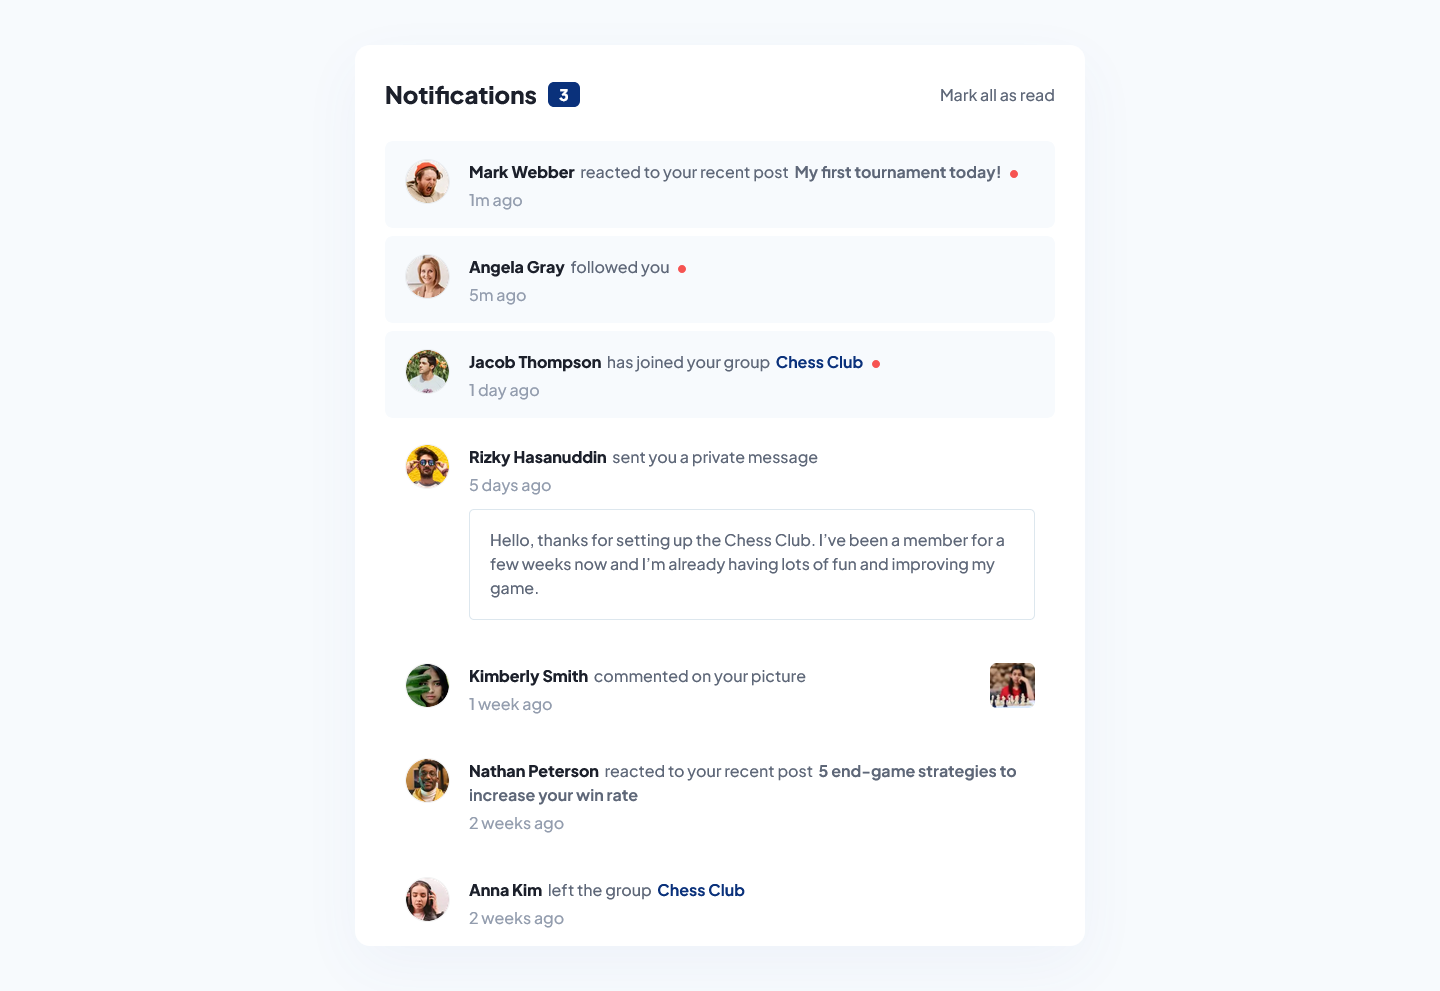 Notifications 3
Mark all as read
Mark Webber reacted to your recent post My first tournament today!
1m ago
Angela Gray followed you
5m ago
Jacob Thompson has joined your group Chess Club
1 day ago
Rizky Hasanuddin sent you a private message
5 days ago
Hello, thanks for setting up the Chess Club. I’ve been a member for a
few weeks now and I’m already having lots of fun and improving my
game.
Kimberly Smith commented on your picture
1 week ago
Nathan Peterson reacted to your recent post 5 end-game strategies to
increase your win rate
2 weeks ago
Anna Kim left the group Chess Club
2 weeks ago